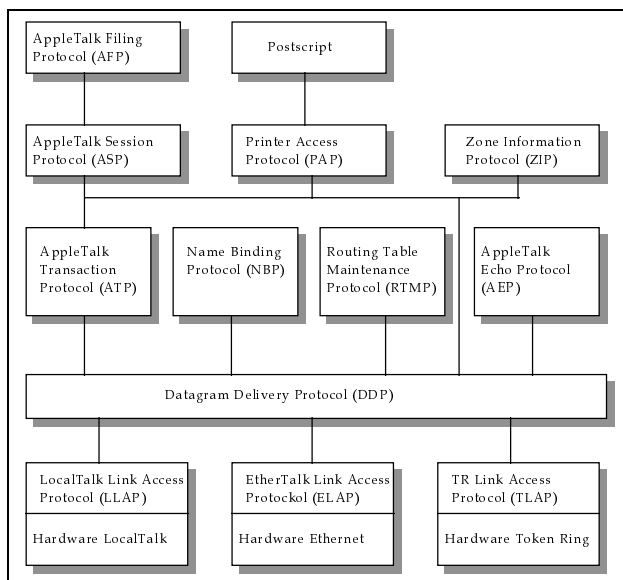 AppleTalk Filing
Protocol (AFP)
Postscript
AppleTalk Session
Protocol (ASP)
Printer Access
Protocol (PAP)
Zone Information
Protocol (ZIP)
AppleTalk
Transaction
Protocol (ATP)
Name Binding
Protocol (NBP)
Routing Table
Maintenance
Protocol (RTMP)
AppleTalk
Echo Protocol
(AEP)
Datagram Delivery Protocol (DDP)
LocalTalk Link Access
Protocol (LLAP)
Hardware LocalTalk
EtherTalk Link Access
Protockol (ELAP)
Hardware Ethernet
TR Link Access
Protocol (TLAP)
Hardware Token Ring